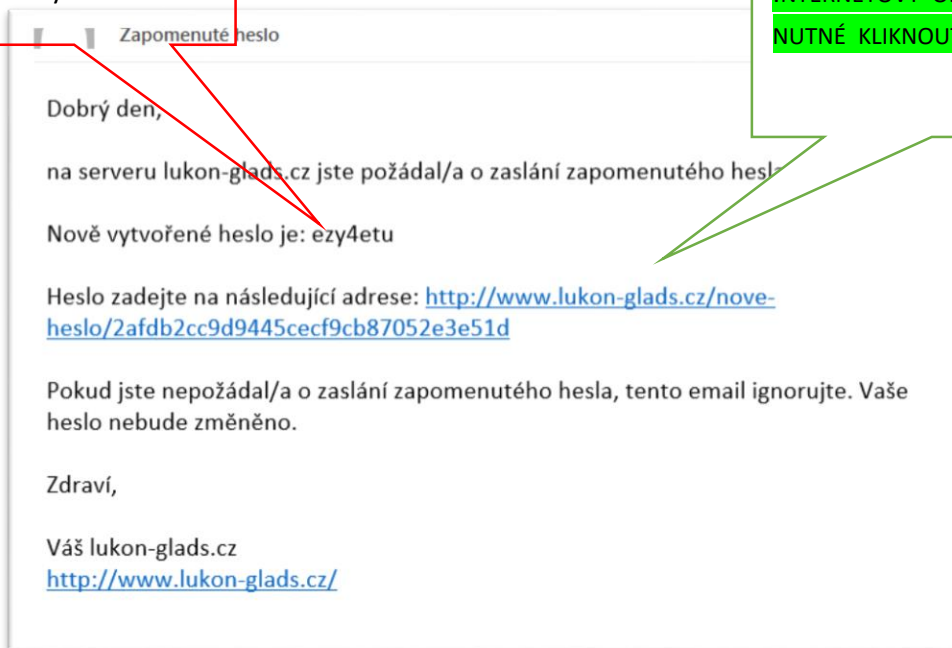 NUTNÉ KLIKNOUT
Zapomenuté heslo
Dobrý den,
na serveru lukon-glads.cz jste požádal/a o zaslání zapomenutého hesla
Nově vytvořené heslo je: ezy4etu
Heslo zadejte na následující adrese: http://www.lukon-glads.cz/nove-
heslo/2afdb2cc9d9445cecf9cb87052e3e51d
Pokud jste nepožádal/a o zaslání zapomenutého hesla, tento email ignorujte. Vaše
heslo nebude změněno.
Zdraví,
Váš lukon-glads.cz
http://www.lukon-glads.cz/